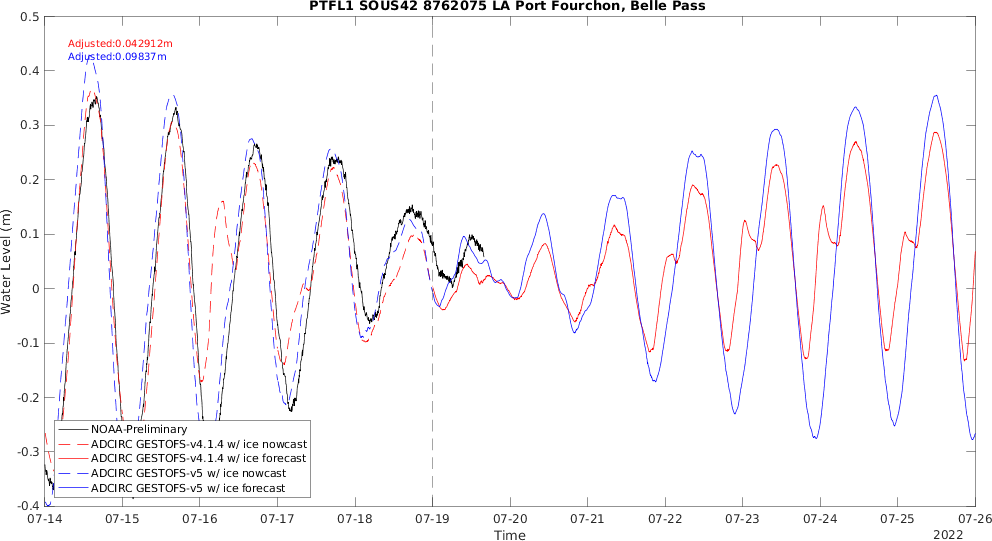 PTFL1 SOUS42 8762075 LA Port Fourchon, Belle Pass
Adjusted:0.042912m
Adjusted:0.09837m
0.5
0.4
0.3
0.2
0.1
0
-0.1
-0.2
-0.3
-0.4
Water Level (m)
NOAA-Preliminary
ADCIRC GESTOFS-v4.1.4 w/ ice nowcast
ADCIRC GESTOFS-v4.1.4 w/ ice forecast
ADCIRC GESTOFS-v5 w/ ice nowcast
ADCIRC GESTOFS-v5 w/ ice forecast
07-14 07-15 07-16 07-17 07-18 07-19 07-20 07-21 07-22 07-23 07-24 07-25 07-26
Time
2022